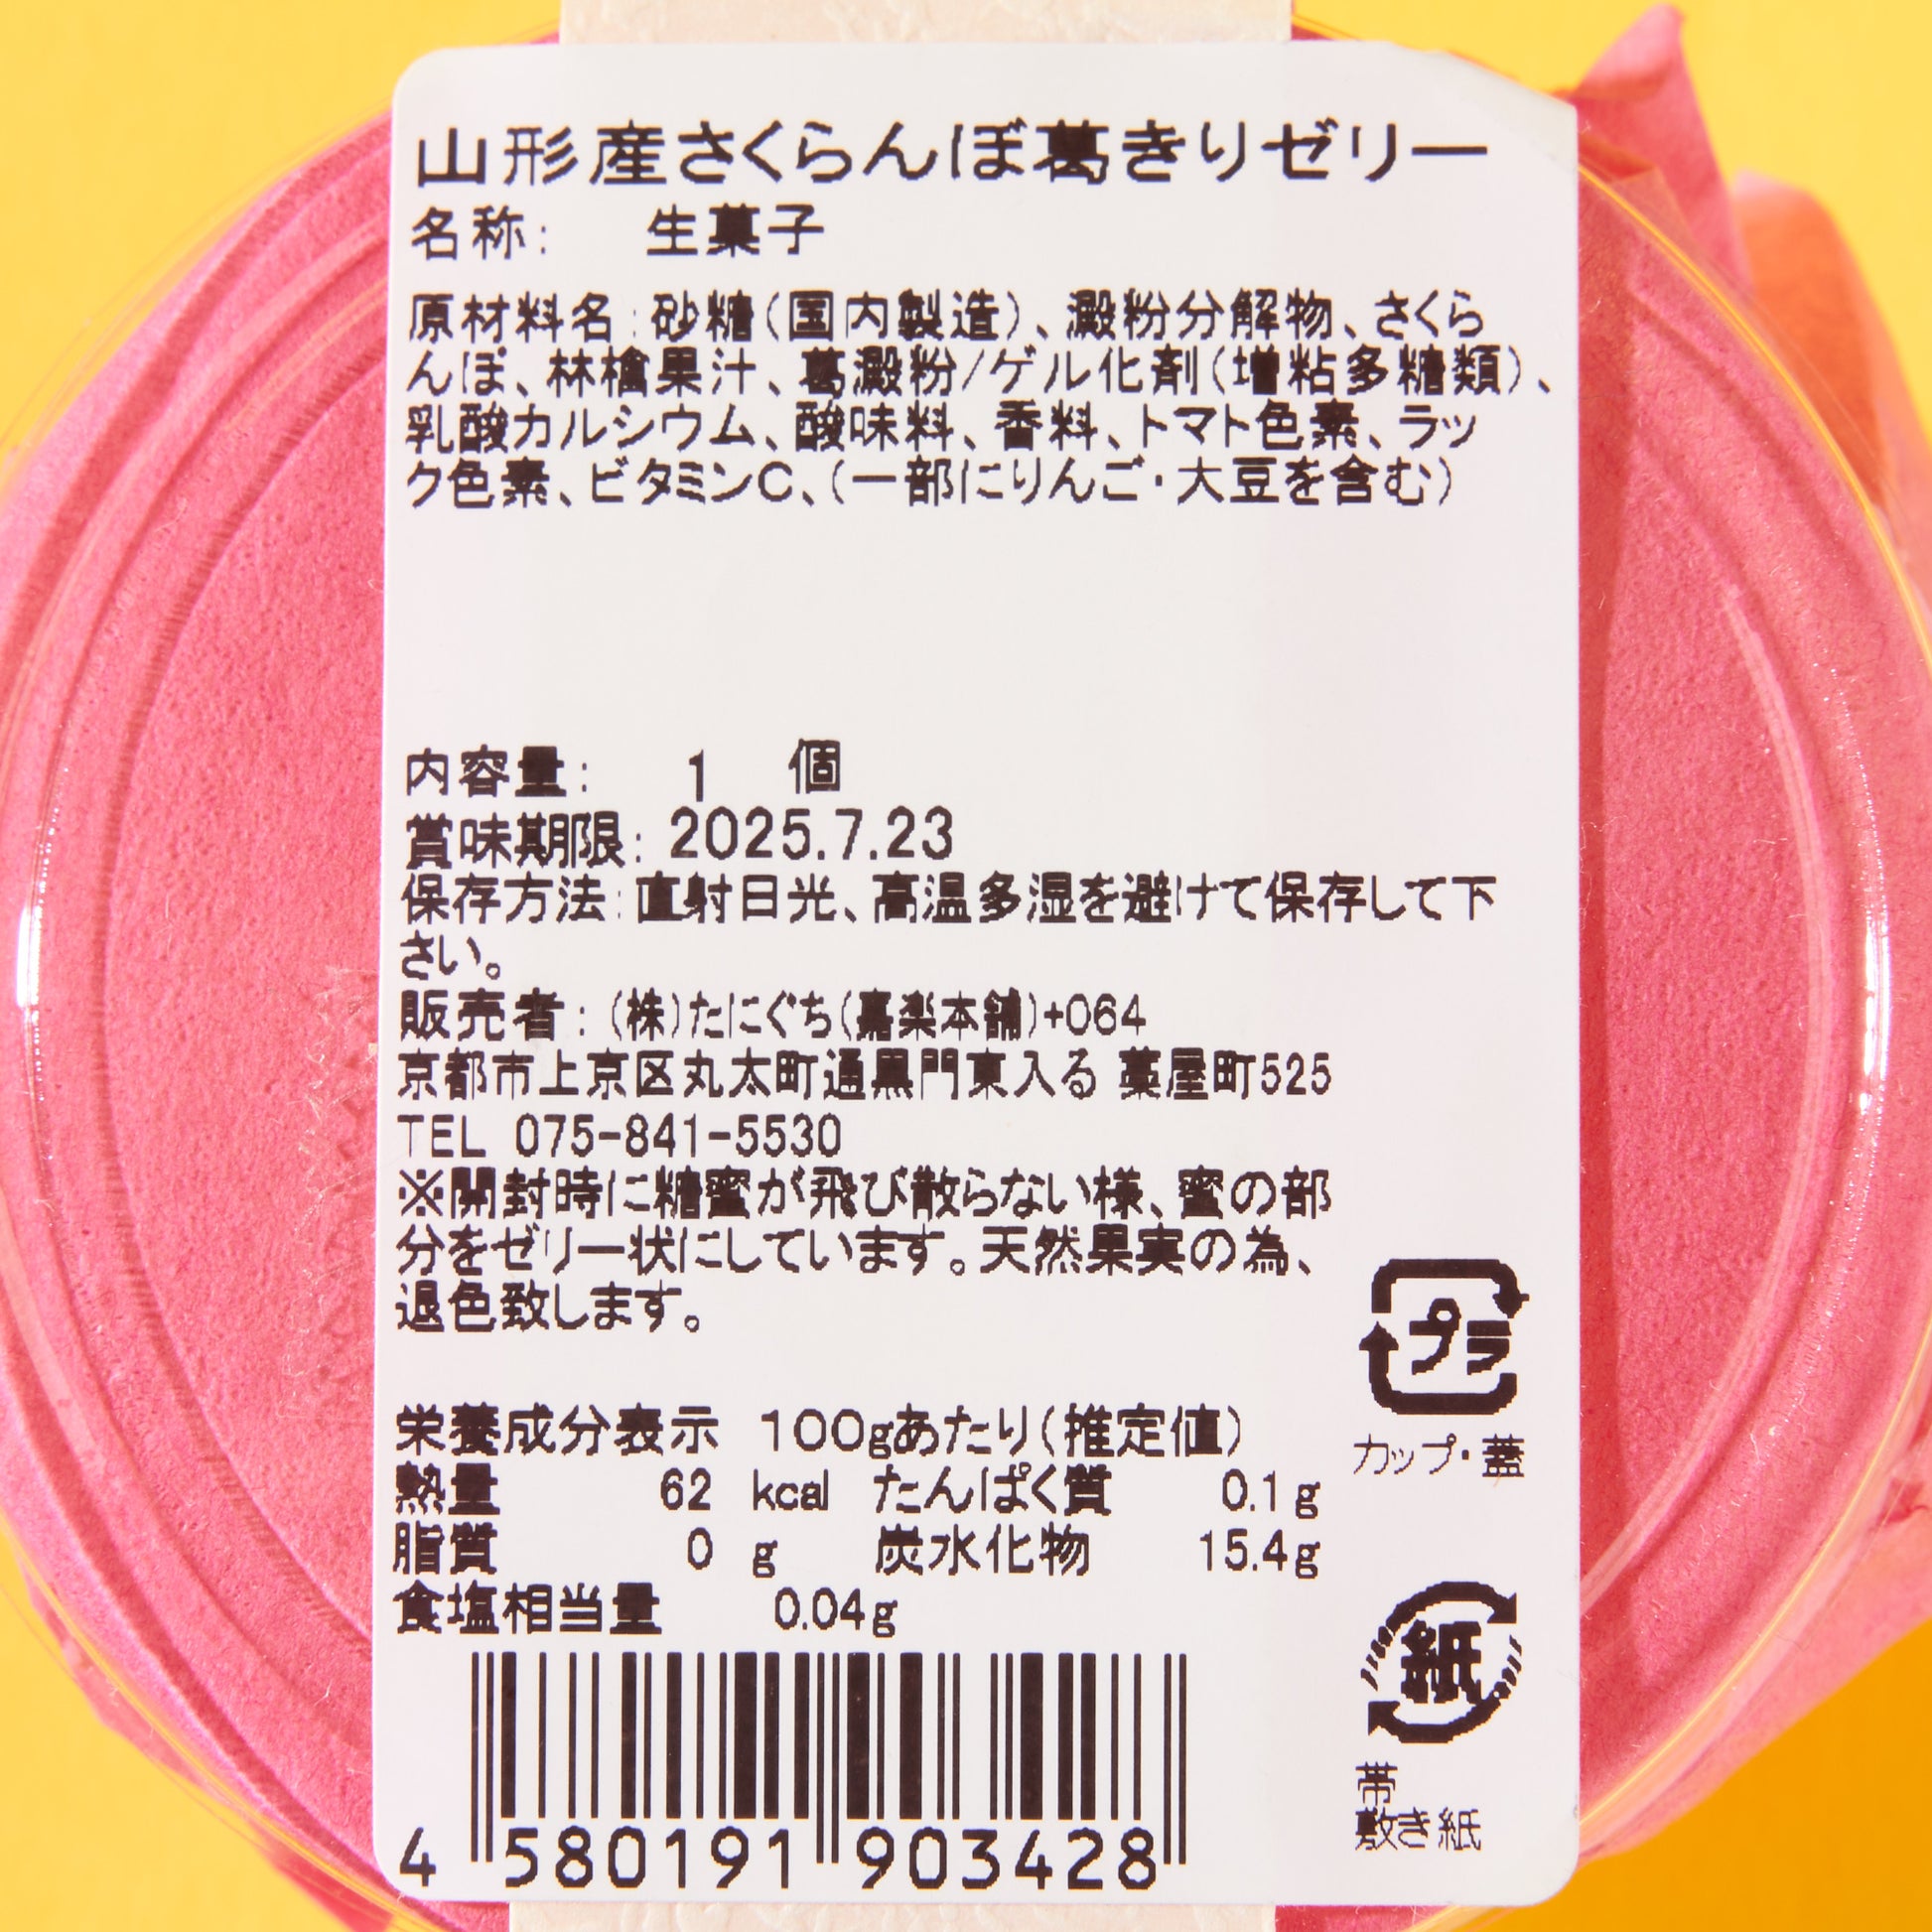 山形産さくらんぼ葛きりゼリー
名称: 生菓子
原材料名:砂糖(国内製造)、澱粉分解物、さくら
んぼ、林檎果汁、葛澱粉/ゲル化剤(増粘多糖類)、
乳酸カルシウム、酸味料、香料、トマト色素、ラッ
ク色素、ビタミンC、(一部にりんご・大豆を含む)
内容量: 1 個
賞味期限: 2025.7.23
保存方法:直射日光、高温多湿を避けて保存して下
さい。
販売者:(株)たにぐち(嘉楽本舗)+064
京都市上京区丸太町通黒門東入る 藁屋町525
TEL 075-841-5530
※開封時に糖蜜が飛び散らない様、蜜の部
分をゼリー状にしています。天然果実の為、
退色致します。
プラ
カップ・蓋
栄養成分表示 100gあたり(推定値)
熱量 62 kcal たんぱく質 0.1g
脂質 0 g 炭水化物 15.4g
食塩相当量 0.04g
紙
帯
敷き紙
4 580191 903428